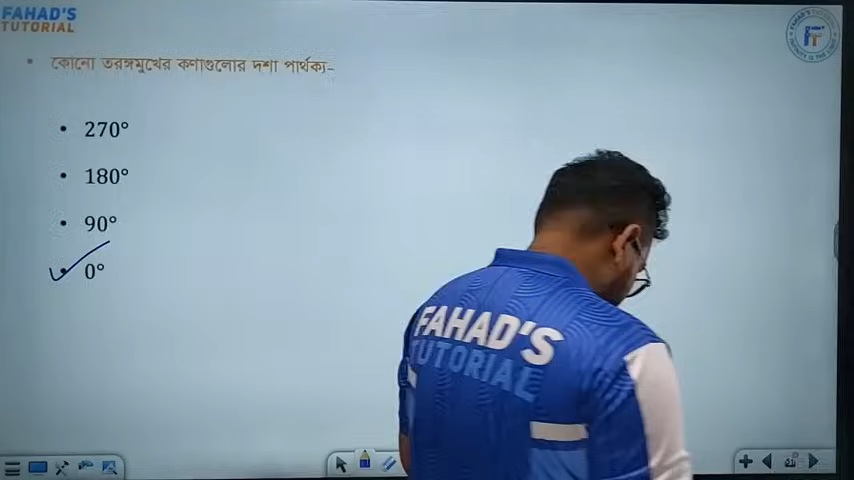 FAHAD'S
TUTORIAL
• কোনো তরঙ্গমুখের কণাগুলোর দশা পার্থক্য–
• 270°
• 180°
• 90°
• 0°
FAHAD'S
TUTORIAL